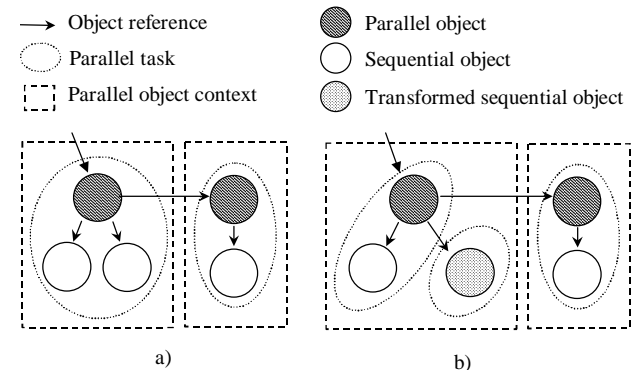 Object reference
Parallel task
Parallel object context
Parallel object
Sequential object
Transformed sequential object
a)
b)